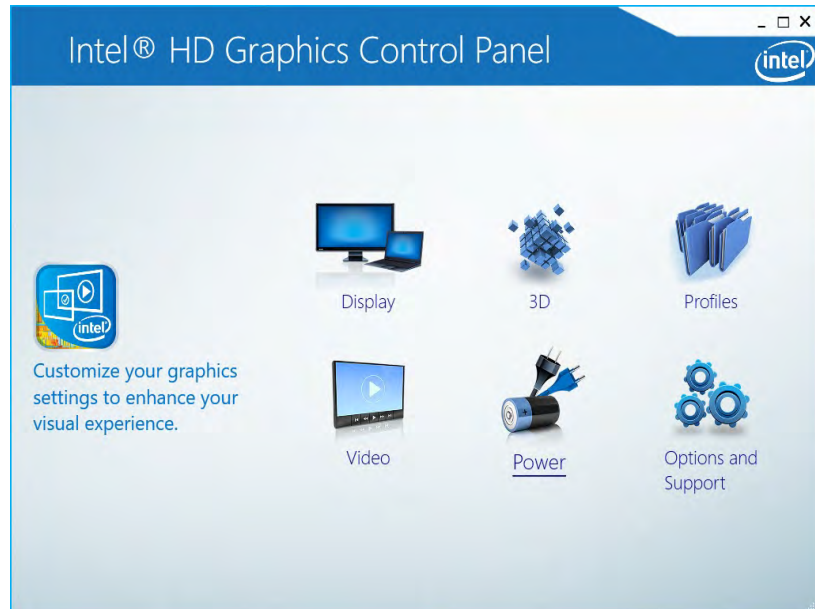 Intel® HD Graphics Control Panel
intel
Display
3D
Profiles
intel
Customize your graphics
settings to enhance your
visual experience.
Video
Power
Options and
Support